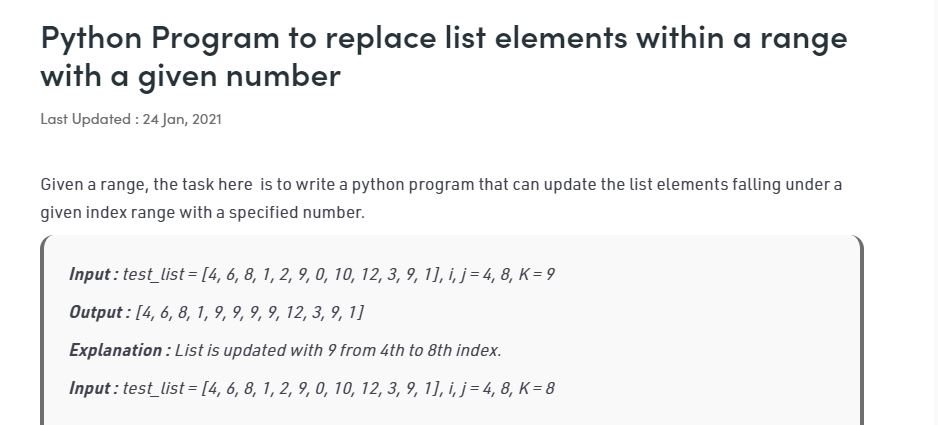 Python Program to replace list elements within a range
with a given number
Last Updated : 24 Jan, 2021
Given a range, the task here  is to write a python program that can update the list elements falling under a
given index range with a specified number.
Input : test_list = [4, 6, 8, 1, 2, 9, 0, 10, 12, 3, 9, 1], i, j = 4, 8, K = 9
Output : [4, 6, 8, 1, 9, 9, 9, 9, 12, 3, 9, 1]
Explanation : List is updated with 9 from 4th to 8th index.
Input : test_list = [4, 6, 8, 1, 2, 9, 0, 10, 12, 3, 9, 1], i, j = 4, 8, K = 8